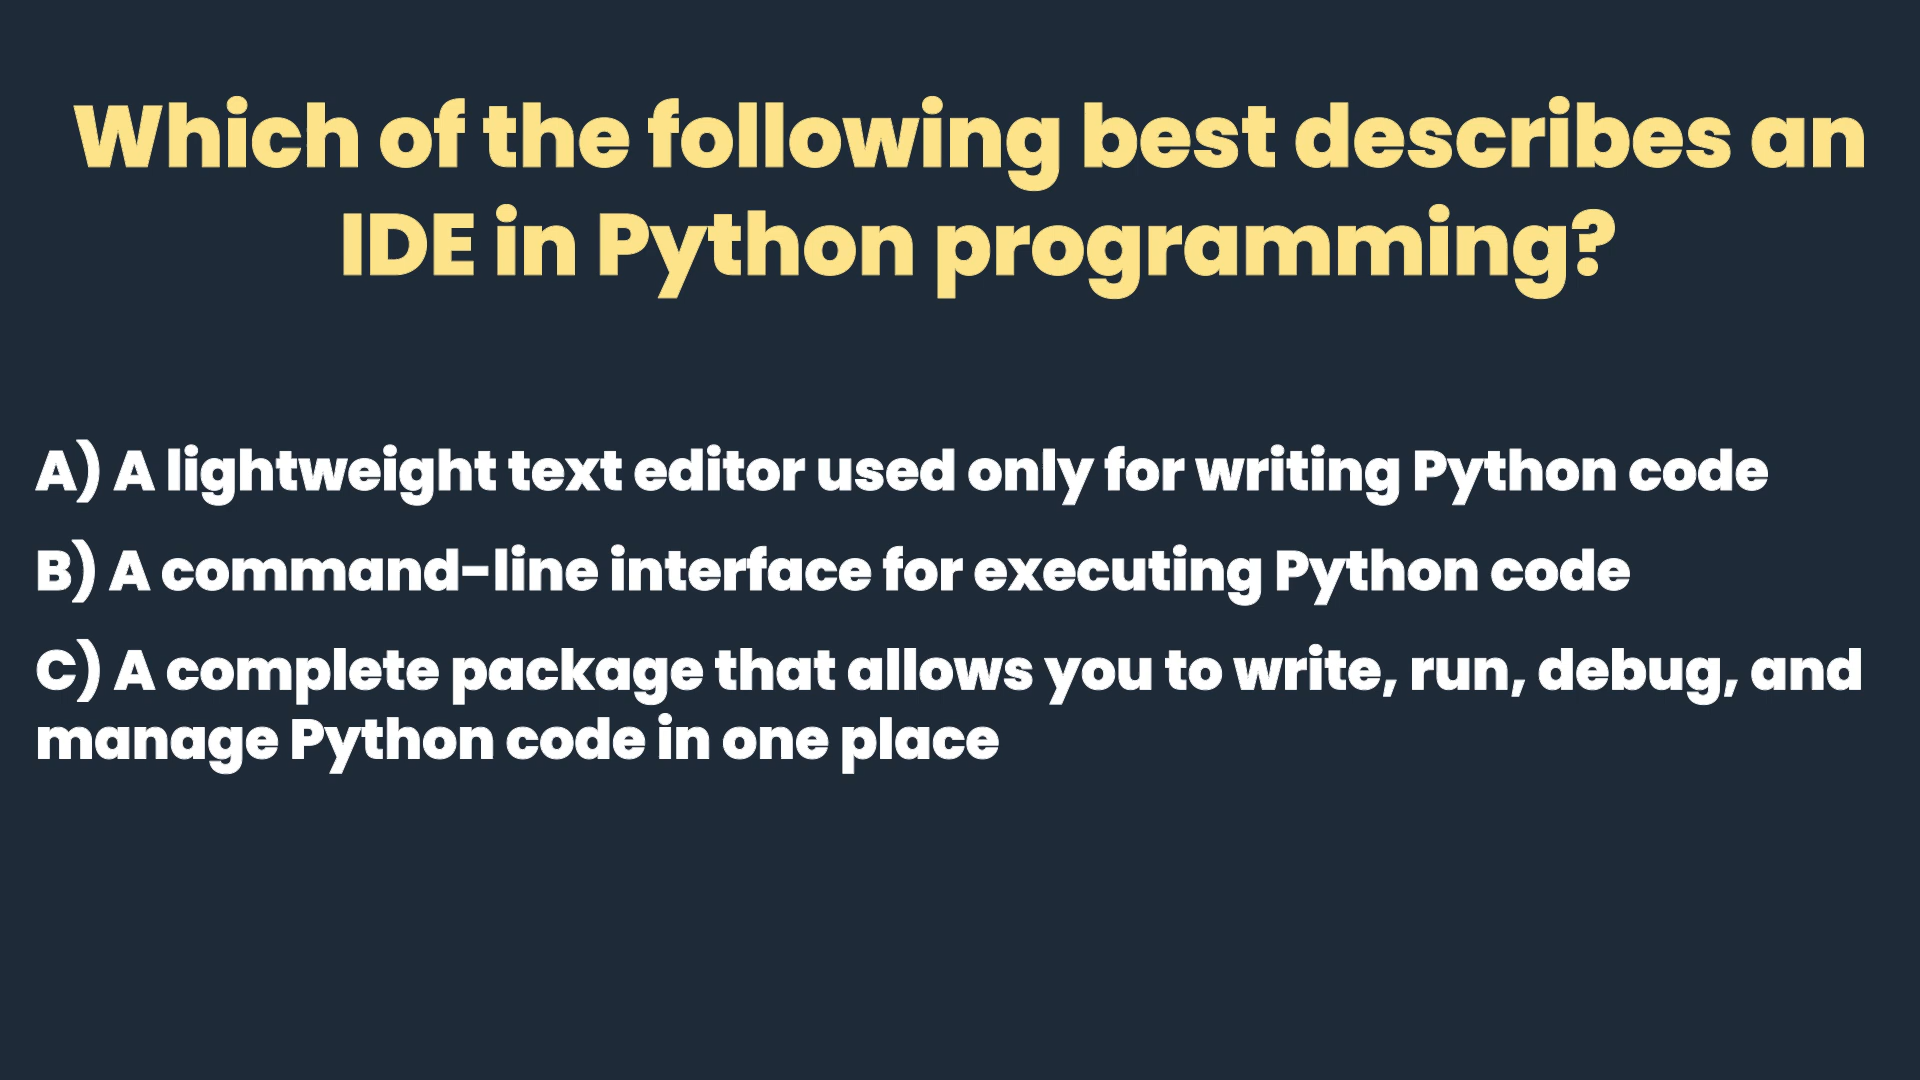 Which of the following best describes an
IDE in Python programming?
A) A lightweight text editor used only for writing Python code
B) A command-line interface for executing Python code
C) A complete package that allows you to write, run, debug, and
manage Python code in one place